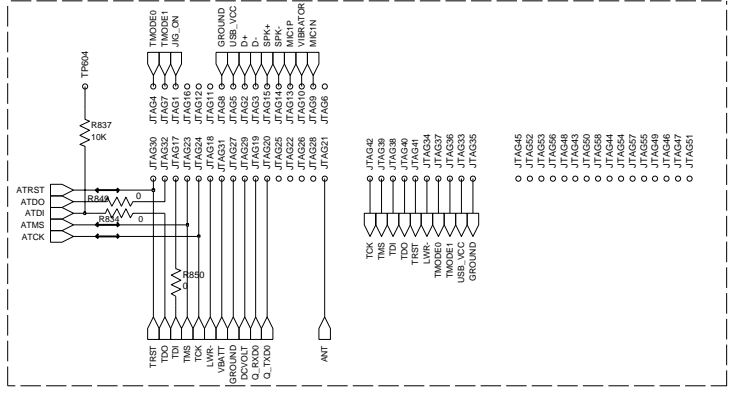 TMODE0
TMODE1
JIG_ON
GROUND
USB_VCC
D+
D-
SPK+
SPK-
MIC1P
VIBRATOR
MIC1N
TP604
JTAG4
JTAG7
JTAG1
JTAG16
JTAG12
JTAG11
JTAG8
JTAG5
JTAG2
JTAG3
JTAG15
JTAG14
JTAG13
JTAG10
JTAG9
JTAG6
R837
10K
JTAG30
JTAG32
JTAG17
JTAG23
JTAG24
JTAG18
JTAG31
JTAG27
JTAG29
JTAG19
JTAG20
JTAG25
JTAG22
JTAG26
JTAG28
JTAG21
JTAG42
JTAG39
JTAG38
JTAG40
JTAG41
JTAG34
JTAG37
JTAG36
JTAG33
JTAG35
JTAG45
JTAG52
JTAG53
JTAG56
JTAG48
JTAG43
JTAG50
JTAG58
JTAG44
JTAG54
JTAG57
JTAG55
JTAG49
JTAG46
JTAG47
JTAG51
ATRST
ATDO
R849
0
ATDI
R834
0
ATMS
ATCK
TCK
TMS
TDI
TDO
TRST
LWR-
TMODE0
TMODE1
USB_VCC
GROUND
R850
0
TRST
TDO
TDI
TMS
TCK
LWR-
VBATT
GROUND
DCVOLT
Q_RXD0
Q_TXD0
ANT